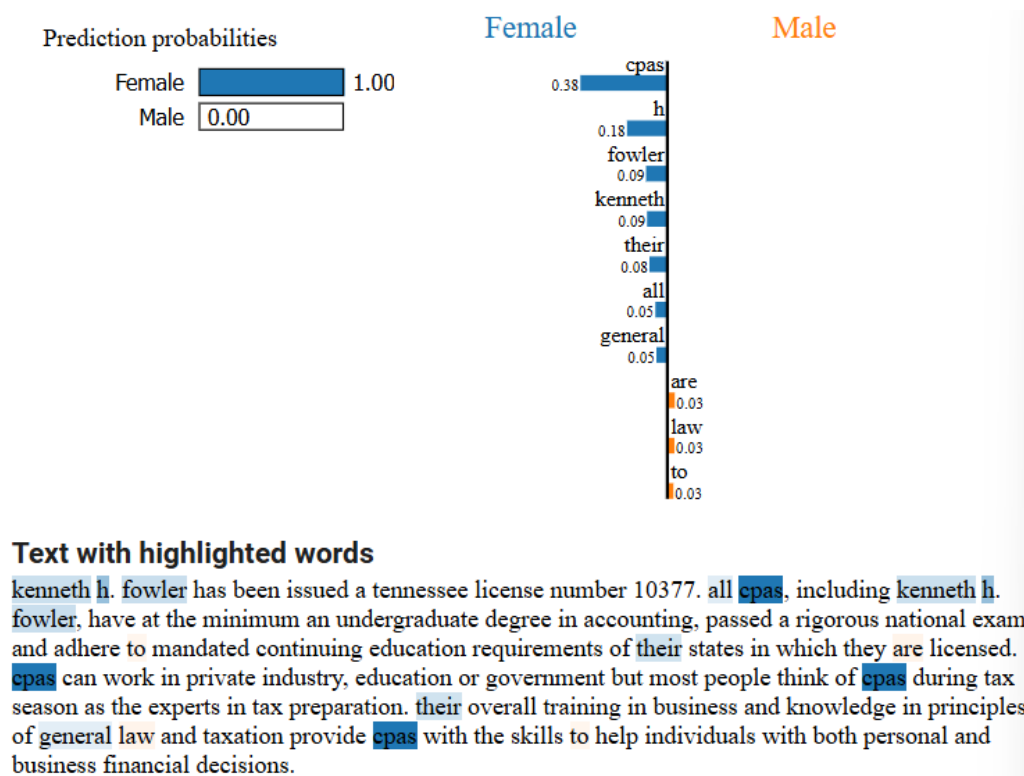 Prediction probabilities
Female 1.00
Male 0.00
Female Male
cpas
0.38
h
0.18
fowler
0.09
kenneth
0.09
their
0.08
all
0.05
general
0.05
are
0.03
law
0.03
to
0.03
Text with highlighted words
kenneth h. fowler has been issued a tennessee license number 10377. all cpas, including kenneth h.
fowler, have at the minimum an undergraduate degree in accounting, passed a rigorous national exam
and adhere to mandated continuing education requirements of their states in which they are licensed.
cpas can work in private industry, education or government but most people think of cpas during tax
season as the experts in tax preparation. their overall training in business and knowledge in principles
of general law and taxation provide cpas with the skills to help individuals with both personal and
business financial decisions.